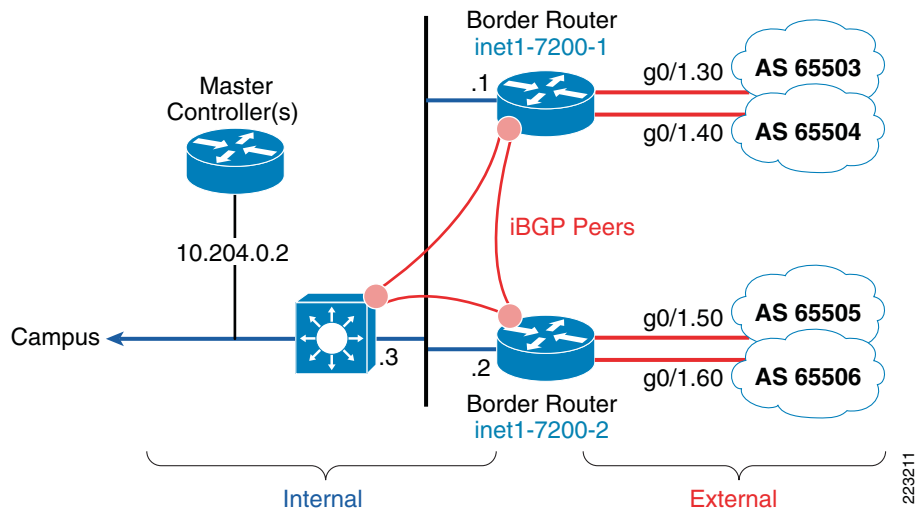 Border Router
inet1-7200-1
Master
Controller(s)
.1
g0/1.30
AS 65503
g0/1.40
AS 65504
10.204.0.2
iBGP Peers
Campus
.3
.2
g0/1.50
AS 65505
g0/1.60
AS 65506
Border Router
inet1-7200-2
Internal
External
223211